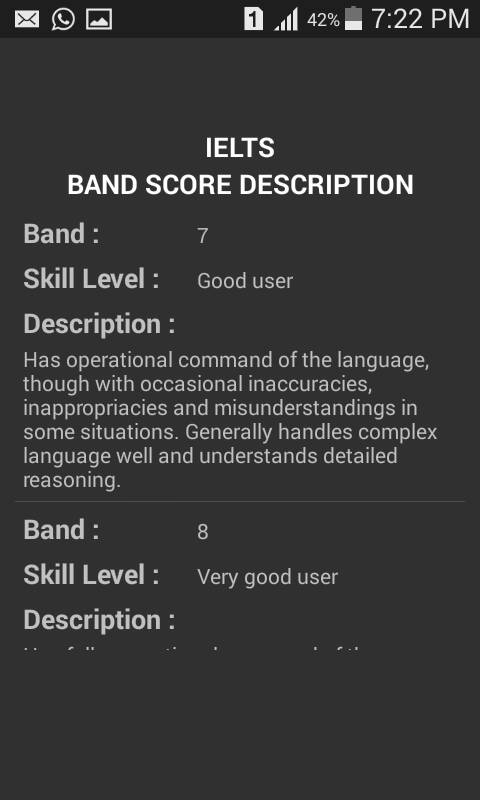 1 42% 7:22 PM
IELTS
BAND SCORE DESCRIPTION
Band : 7
Skill Level : Good user
Description :
Has operational command of the language,
though with occasional inaccuracies,
inappropriacies and misunderstandings in
some situations. Generally handles complex
language well and understands detailed
reasoning.
Band : 8
Skill Level : Very good user
Description :